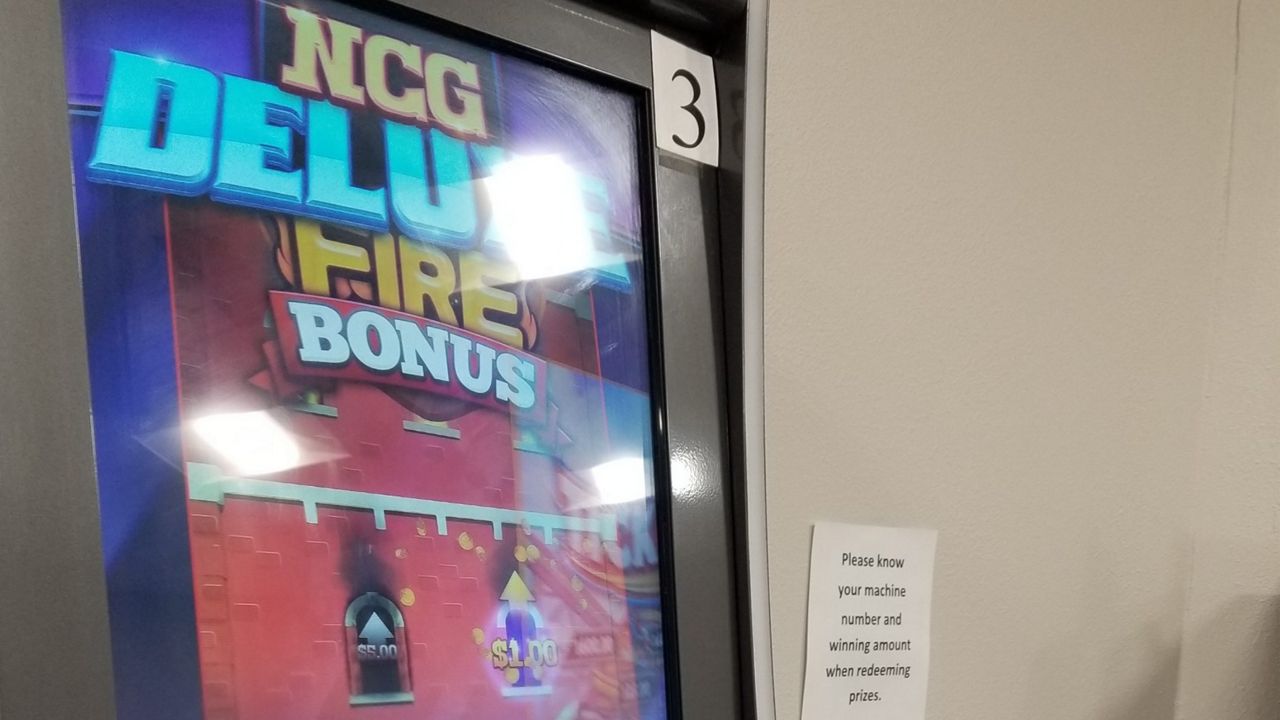 NCG
DELUXE
FIRE
BONUS
3
$5.00
$1.00
Please know
your machine
number and
winning amount
when redeeming
prizes.